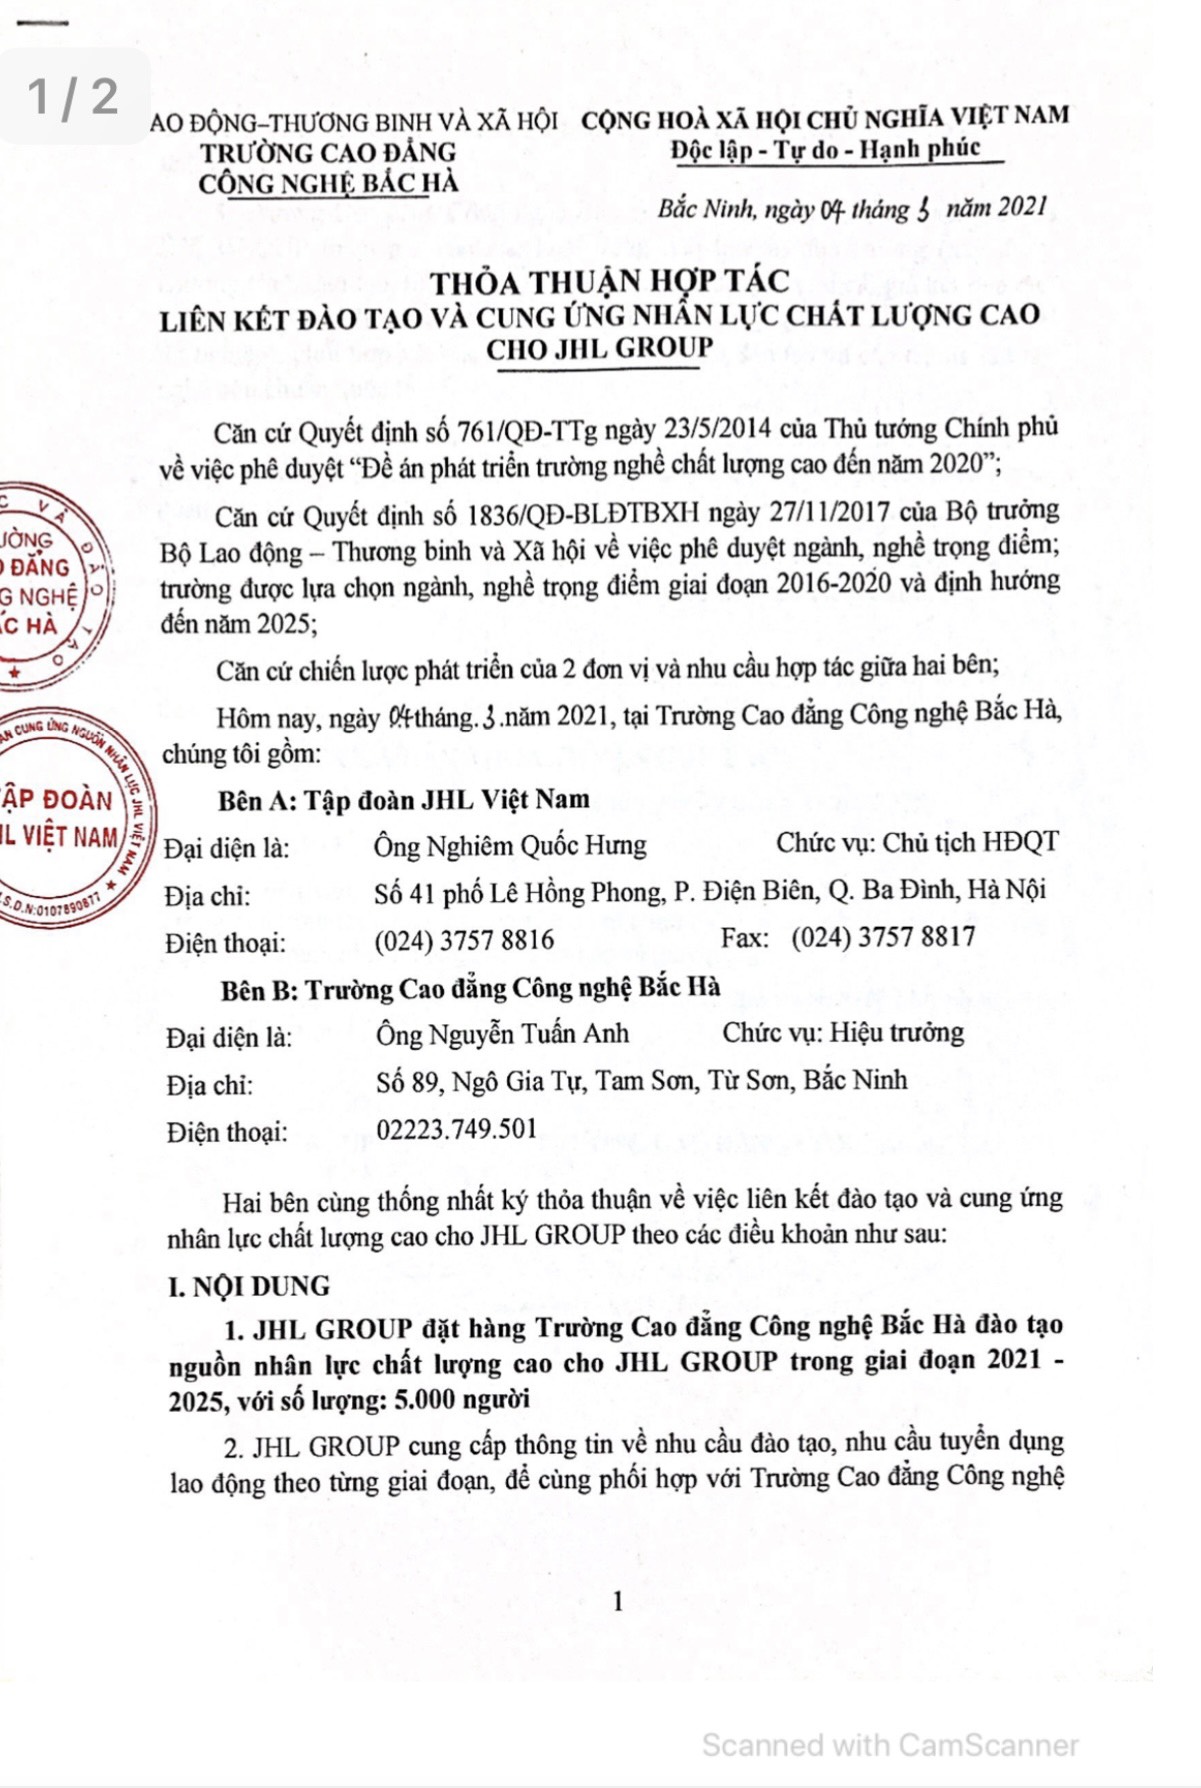 1/2
AO ĐỘNG–THƯƠNG BINH VÀ XÃ HỘI CỘNG HOÀ XÃ HỘI CHỦ NGHĨA VIỆT NAM
TRƯỜNG CAO ĐẲNG Độc lập - Tự do - Hạnh phúc
CÔNG NGHỆ BẮC HÀ
Bắc Ninh, ngày 04 tháng 3 năm 2021
THỎA THUẬN HỢP TÁC
LIÊN KẾT ĐÀO TẠO VÀ CUNG ỨNG NHÂN LỰC CHẤT LƯỢNG CAO
CHO JHL GROUP
Căn cứ Quyết định số 761/QĐ-TTg ngày 23/5/2014 của Thủ tướng Chính phủ
về việc phê duyệt “Đề án phát triển trường nghề chất lượng cao đến năm 2020”;
Căn cứ Quyết định số 1836/QĐ-BLĐTBXH ngày 27/11/2017 của Bộ trưởng
Bộ Lao động – Thương binh và Xã hội về việc phê duyệt ngành, nghề trọng điểm;
trường được lựa chọn ngành, nghề trọng điểm giai đoạn 2016-2020 và định hướng
đến năm 2025;
Căn cứ chiến lược phát triển của 2 đơn vị và nhu cầu hợp tác giữa hai bên;
Hôm nay, ngày 04 tháng.3.năm 2021, tại Trường Cao đẳng Công nghệ Bắc Hà,
chúng tôi gồm:
Bên A: Tập đoàn JHL Việt Nam
Đại diện là: Ông Nghiêm Quốc Hưng Chức vụ: Chủ tịch HĐQT
Địa chỉ: Số 41 phố Lê Hồng Phong, P. Điện Biên, Q. Ba Đình, Hà Nội
Điện thoại: (024) 3757 8816 Fax: (024) 3757 8817
Bên B: Trường Cao đẳng Công nghệ Bắc Hà
Đại diện là: Ông Nguyễn Tuấn Anh Chức vụ: Hiệu trưởng
Địa chỉ: Số 89, Ngô Gia Tự, Tam Sơn, Từ Sơn, Bắc Ninh
Điện thoại: 02223.749.501
Hai bên cùng thống nhất ký thỏa thuận về việc liên kết đào tạo và cung ứng
nhân lực chất lượng cao cho JHL GROUP theo các điều khoản như sau:
I. NỘI DUNG
1. JHL GROUP đặt hàng Trường Cao đẳng Công nghệ Bắc Hà đào tạo
nguồn nhân lực chất lượng cao cho JHL GROUP trong giai đoạn 2021 -
2025, với số lượng: 5.000 người
2. JHL GROUP cung cấp thông tin về nhu cầu đào tạo, nhu cầu tuyển dụng
lao động theo từng giai đoạn, để cùng phối hợp với Trường Cao đẳng Công nghệ
1
C VÀ ĐÀO TẠO
ƯỜNG
O ĐẲNG
G NGHỆ
ẮC HÀ
ÀN CUNG ỨNG NGUỒN NHÂN LỰC JHL VIỆT NAM
ẬP ĐOÀN
HL VIỆT NAM
.S.D.N:0107890877
Scanned with CamScanner